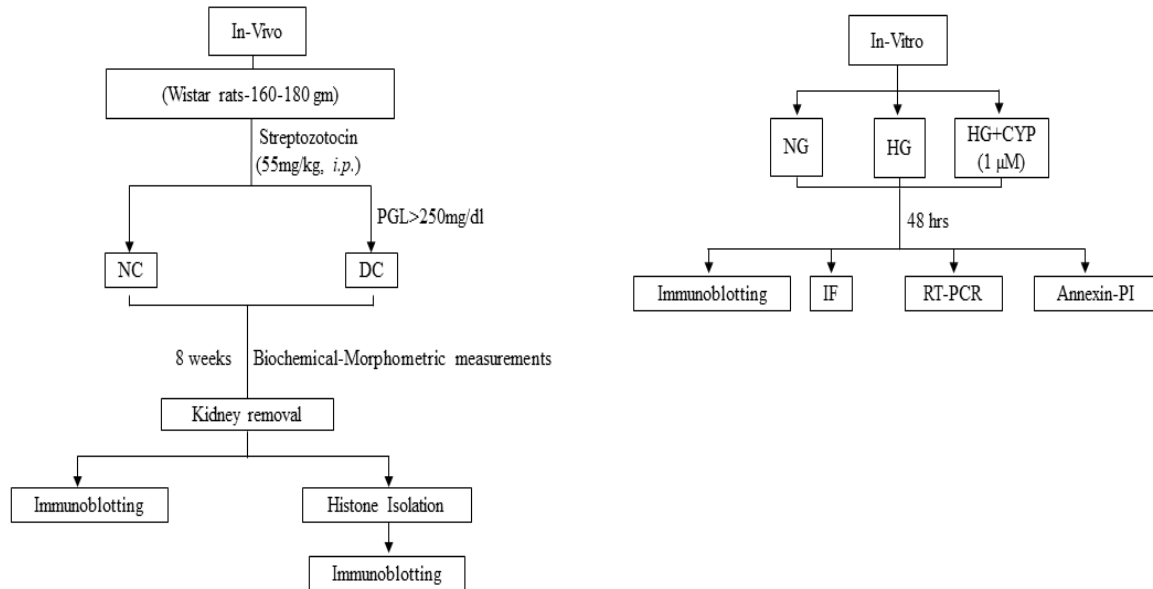 In-Vivo
(Wistar rats-160-180 gm)
Streptozotocin
(55mg/kg, i.p.)
PGL>250mg/dl
NC
DC
8 weeks
Biochemical-Morphometric measurements
Kidney removal
Immunoblotting
Histone Isolation
Immunoblotting
In-Vitro
NG
HG
HG+CYP
(1 μM)
48 hrs
Immunoblotting
IF
RT-PCR
Annexin-PI